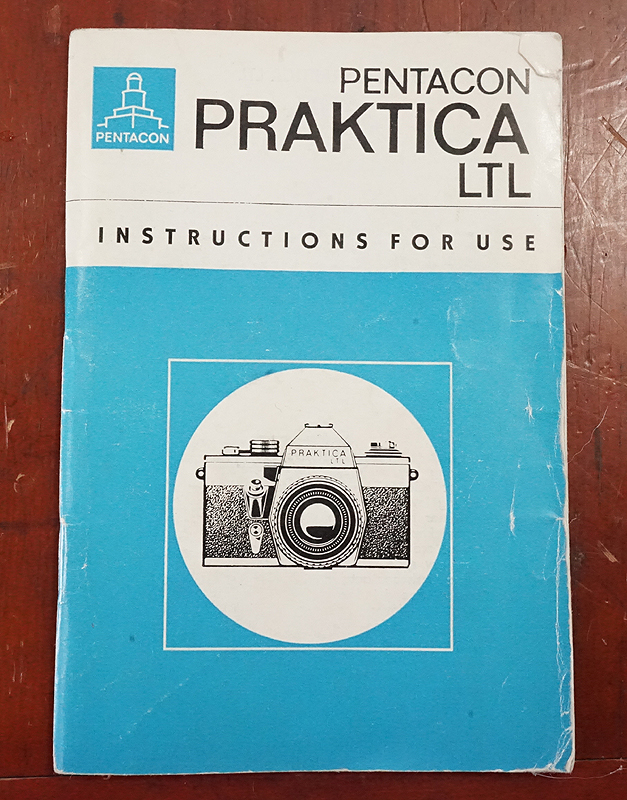 PENTACON
PENTACON
PRAKTICA
LTL
INSTRUCTIONS FOR USE
PRAKTICA
LTL